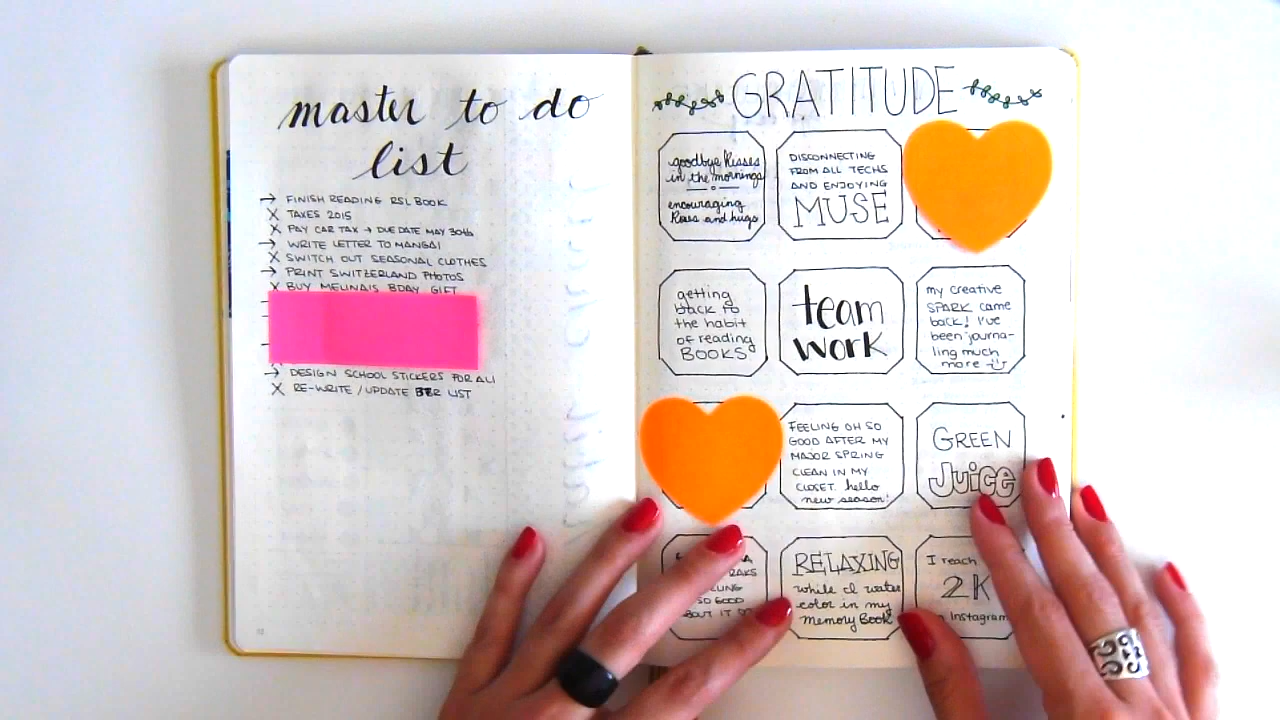 master to do
list
→ FINISH READING RSL BOOK
X TAXES 2015
X PAY CAR TAX → DUE DATE MAY 30th
→ WRITE LETTER TO MANGAI
X SWITCH OUT SEASONAL CLOTHES
→ PRINT SWITZERLAND PHOTOS
X BUY MELINA'S BDAY GIFT
→ DESIGN SCHOOL STICKERS FOR ALI
X RE-WRITE / UPDATE LIST
12
GRATITUDE
goodbye kisses
in the mornings
encouraging
kisses and hugs
DISCONNECTING
FROM ALL TECHS
AND ENJOYING
MUSE
getting
back to
the habit
of reading
BOOKS
team
work
my creative
SPARK came
back! I've
been journa-
ling much
more
FEELING OH SO
GOOD AFTER MY
MAJOR SPRING
CLEAN IN MY
CLOSET. hello
new season!
GREEN
Juice
SO GOOD
ABOUT IT
RELAXING
while I water
color in my
memory Book
I reach
2K
Instagram